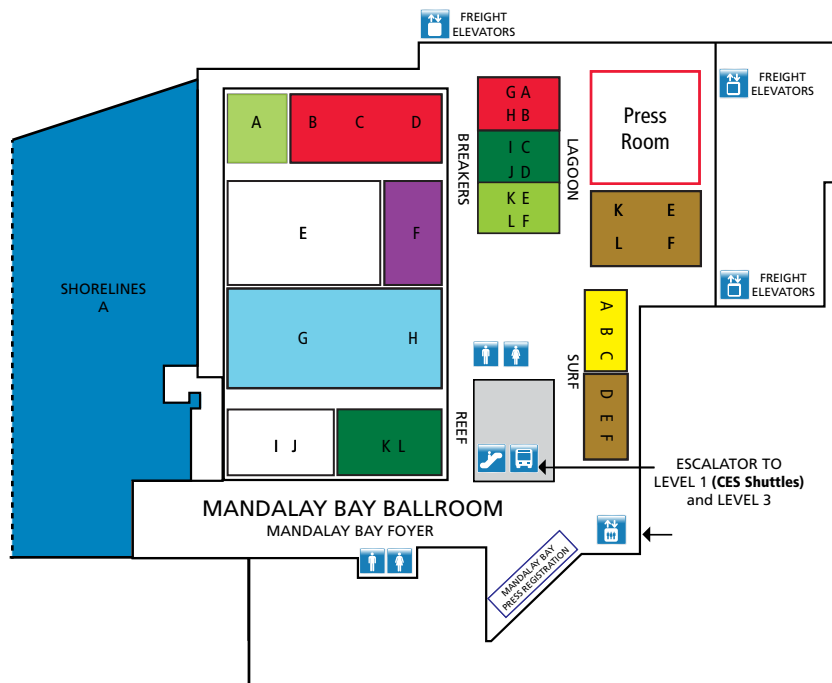 FREIGHT
ELEVATORS
FREIGHT
ELEVATORS
A
B C D
G A
H B
I C
J D
K E
L F
BREAKERS
LAGOON
Press
Room
E
F
K E
L F
SHORELINES
A
FREIGHT
ELEVATORS
G H
A B C
D E F
SURF
REEF
I J
K L
ESCALATOR TO
LEVEL 1 (CES Shuttles)
and LEVEL 3
MANDALAY BAY BALLROOM
MANDALAY BAY FOYER
MANDALAY BAY
PRESS REGISTRATION